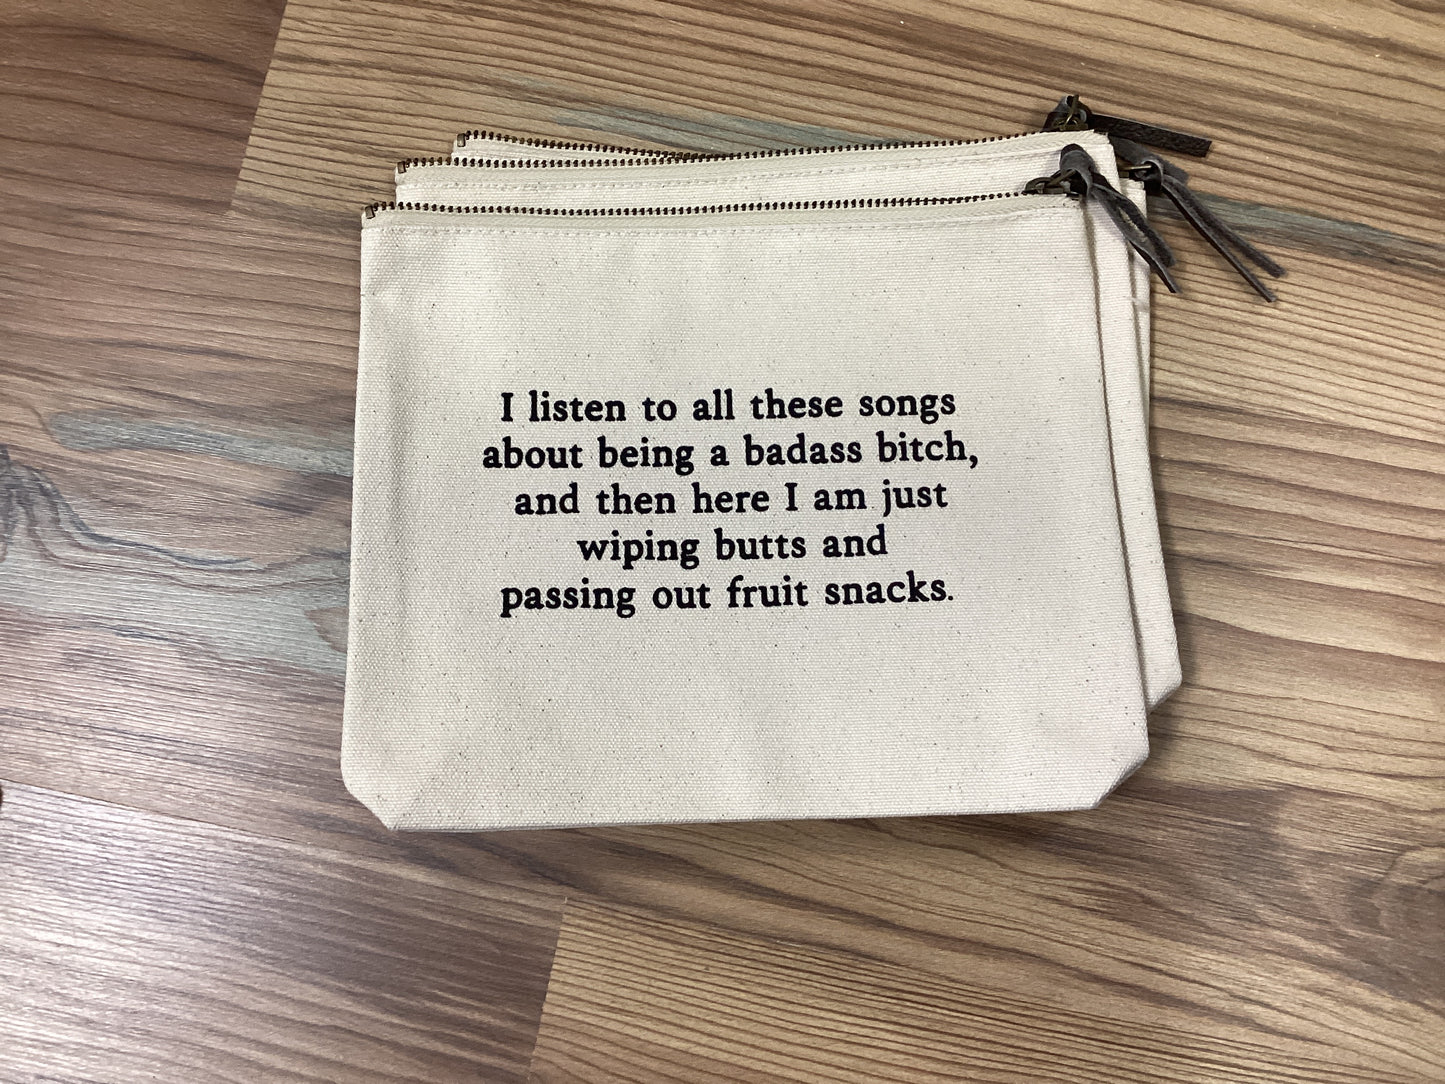 I listen to all these songs
about being a badass bitch,
and then here I am just
wiping butts and
passing out fruit snacks.